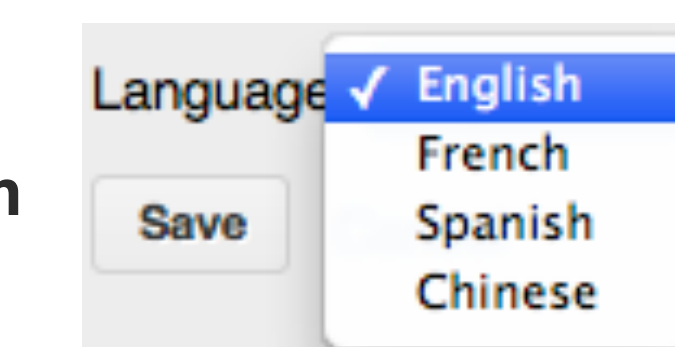 Language ✓ English
French
n
Save Spanish
Chinese